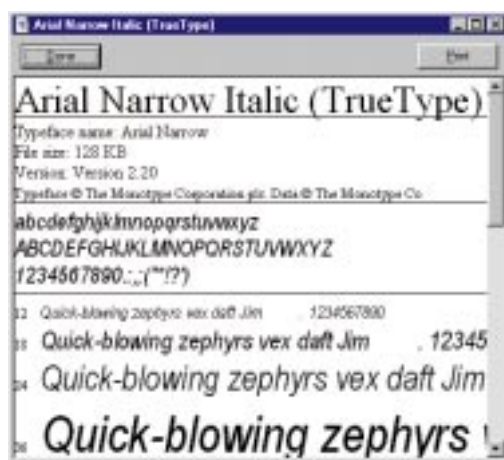 Arial Narrow Italic (TrueType)
Done Print
Arial Narrow Italic (TrueType)
Typeface name: Arial Narrow
File size: 128 KB
Version: Version 2.20
Typeface © The Monotype Corporation plc. Data © The Monotype Co
abcdefghijklmnopqrstuvwxyz
ABCDEFGHIJKLMNOPQRSTUVWXYZ
1234567890.:,;("*!?')
12 Quick-blowing zephyrs vex daft Jim . 1234567890
18 Quick-blowing zephyrs vex daft Jim . 12345
24 Quick-blowing zephyrs vex daft Jim
36 Quick-blowing zephyrs